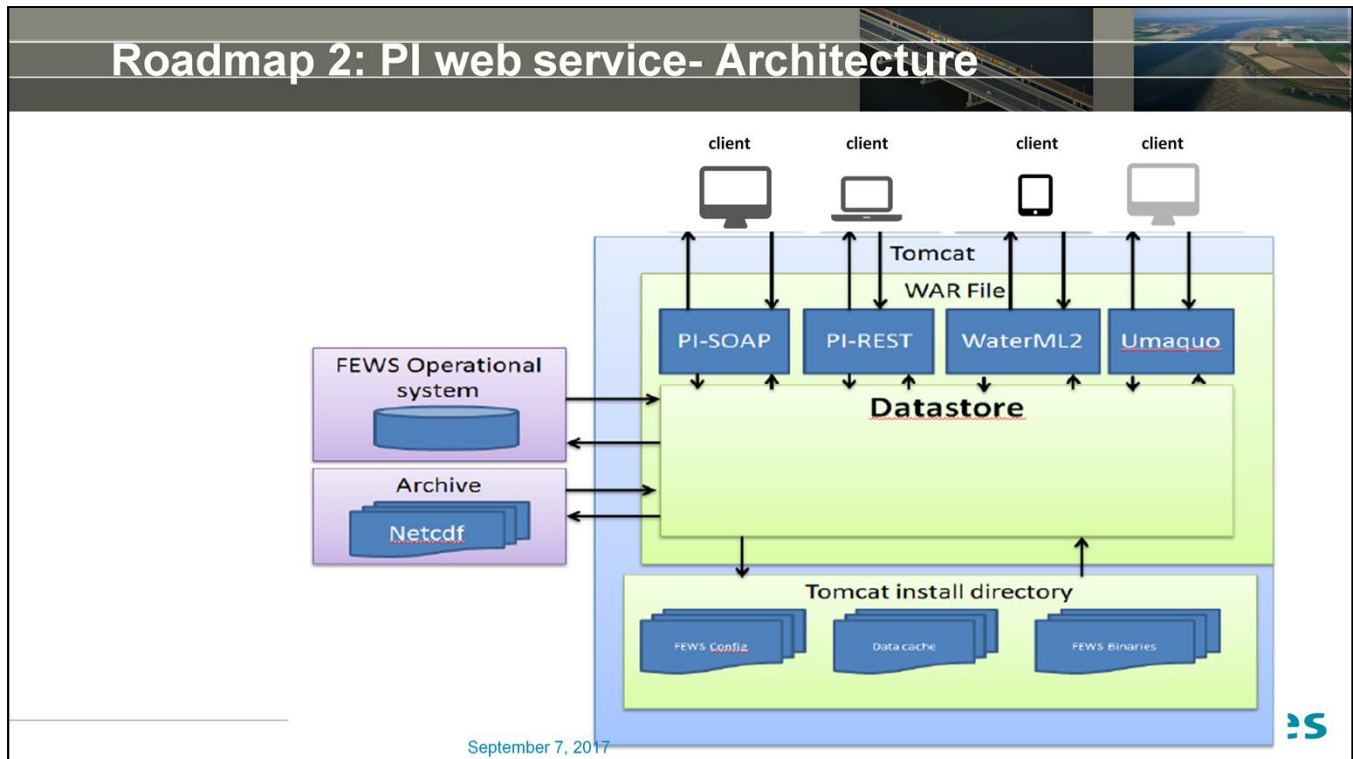 Roadmap 2: PI web service- Architecture
client
client
client
client
Tomcat
WAR File
PI-SOAP
PI-REST
WaterML2
Umaquo
FEWS Operational
system
Datastore
Archive
Netcdf
Tomcat install directory
FEWS Config
Data cache
FEWS Binaries
es
September 7, 2017